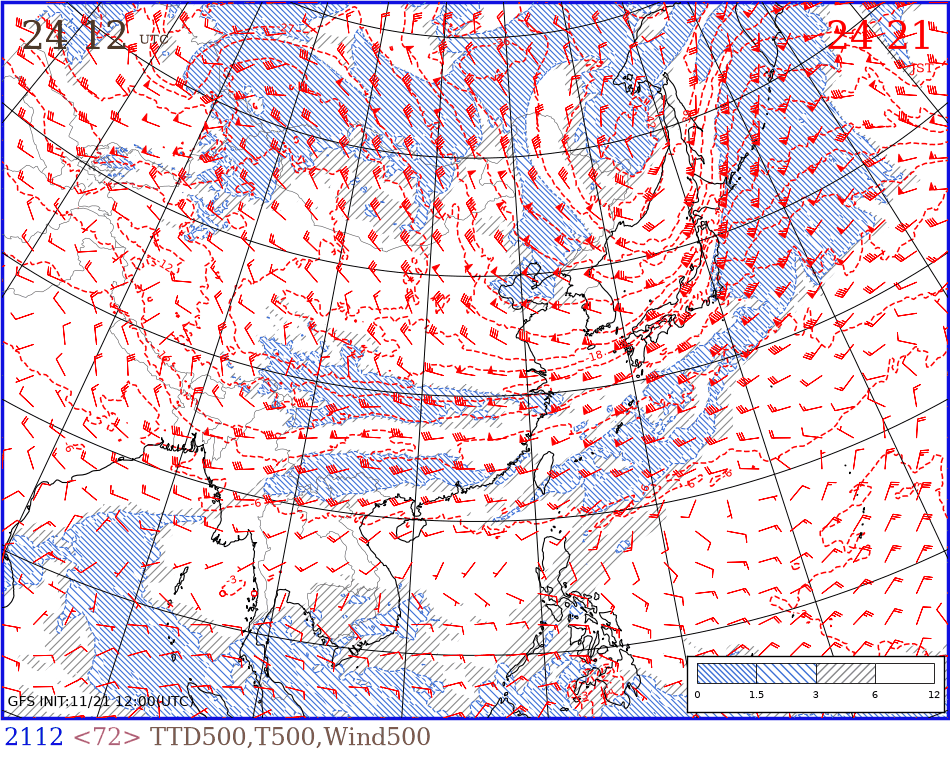 24 12 UTC 24 21 JST
18
-3
0 1.5 3 6 12
GFS INIT:11/21 12:00(UTC)
2112 <72> TTD500,T500,Wind500